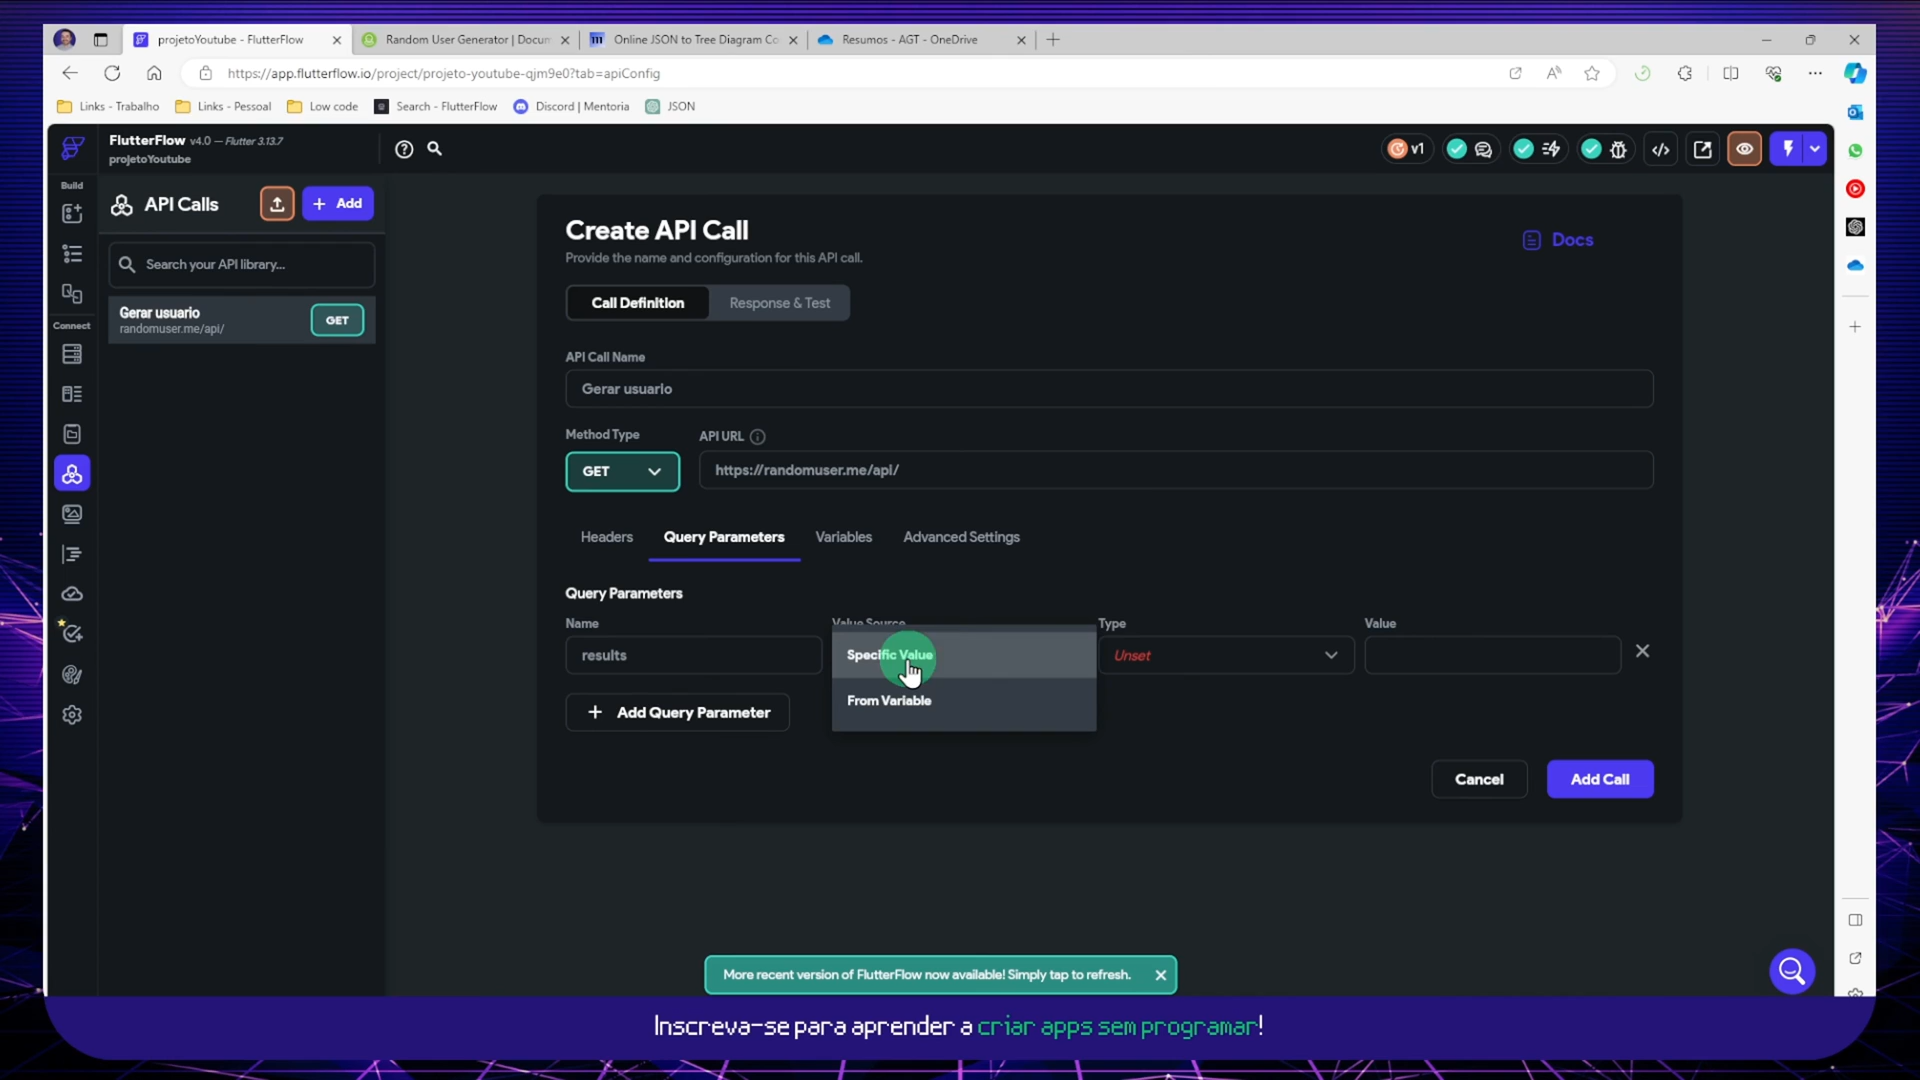 projetoYoutube - FlutterFlow
Random User Generator | Docum
Online JSON to Tree Diagram Co
Resumos - AGT - OneDrive
https://app.flutterflow.io/project/projeto-youtube-qjm9e0?tab=apiConfig
Links - Trabalho
Links - Pessoal
Low code
Search - FlutterFlow
Discord | Mentoria
JSON
FlutterFlow v4.0 — Flutter 3.13.7
projetoYoutube
v1
Build
API Calls
+ Add
Search your API library...
Gerar usuario
randomuser.me/api/
GET
Connect
Create API Call
Provide the name and configuration for this API call.
Docs
Call Definition
Response & Test
API Call Name
Gerar usuario
Method Type
API URL
GET
https://randomuser.me/api/
Headers
Query Parameters
Variables
Advanced Settings
Query Parameters
Name
Value Source
Type
Value
results
Specific Value
Unset
From Variable
+ Add Query Parameter
Cancel
Add Call
More recent version of FlutterFlow now available! Simply tap to refresh.
Inscreva-se para aprender a criar apps sem programar!